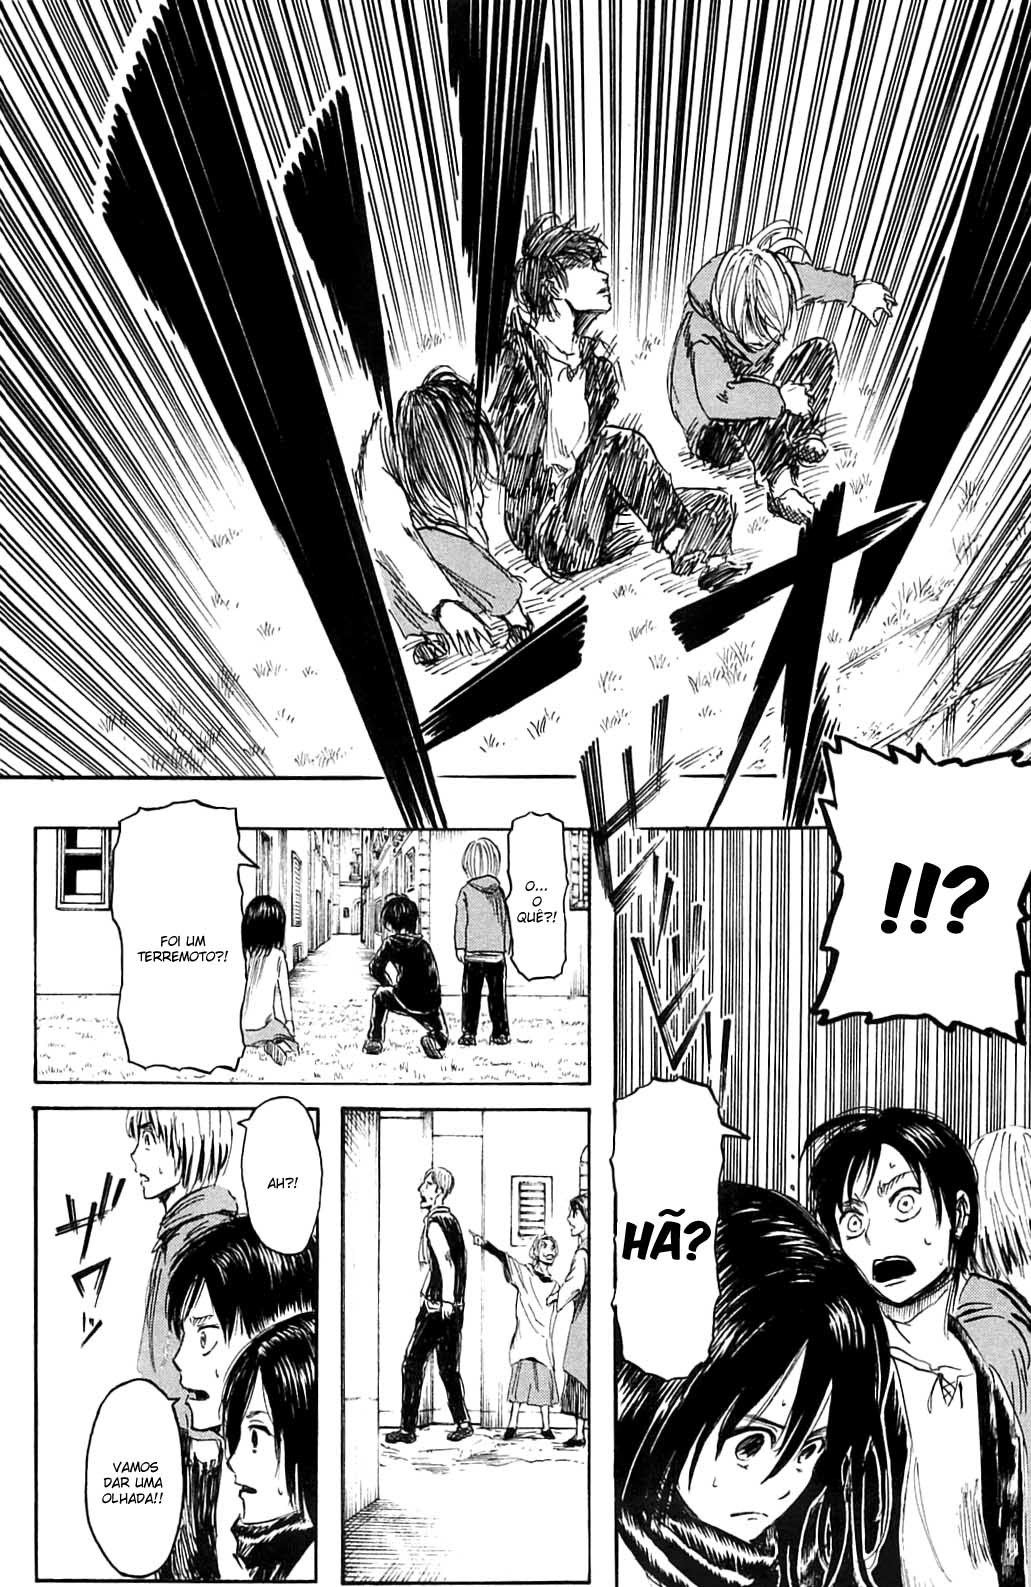 !!?
HÃ?
O...
O
QUÊ?!
FOI UM
TERREMOTO?!
AH?!
VAMOS
DAR UMA
OLHADA!!